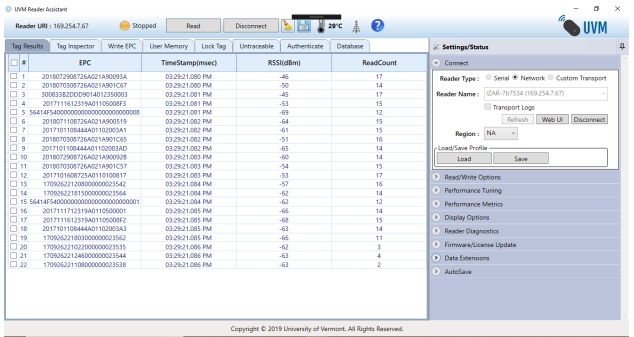 UVM Reader Assistant
Reader URI : 169.254.7.67 Stopped Read Disconnect 29°C ? UVM
Tag Results Tag Inspector Write EPC User Memory Lock Tag Untraceable Authenticate Database
# EPC TimeStamp(msec) RSSI(dBm) ReadCount
1 2018072908726A021A90093A 03:29:21.080 PM -46 17
2 2018070308726A021A901C67 03:29:21.080 PM -50 14
3 300833B2DDD9014012350003 03:29:21.081 PM -45 17
4 2017111612319A01105008F3 03:29:21.081 PM -53 15
5 56414F5400000000000000000000008 03:29:21.081 PM -69 12
6 2018071108726A021A900519 03:29:21.082 PM -64 15
7 2017101108444A01102003A1 03:29:21.082 PM -61 15
8 2018070308726A021A901C65 03:29:21.082 PM -51 16
9 2017101108444A01102003AD 03:29:21.082 PM -65 14
10 2018072908726A021A90092B 03:29:21.083 PM -60 14
11 2018070308726A021A901C57 03:29:21.083 PM -54 15
12 2017101608725A0110100817 03:29:21.083 PM -53 17
13 170926221208000000023542 03:29:21.084 PM -57 16
14 170926221815000000023564 03:29:21.084 PM -62 14
15 56414F5400000000000000000000001 03:29:21.084 PM -62 12
16 2017111712319A0110500001 03:29:21.085 PM -66 14
17 2017111612319A01105008F2 03:29:21.085 PM -68 15
18 2017101108444A01102003A3 03:29:21.085 PM -63 14
19 170926221803000000023562 03:29:21.085 PM -66 11
20 170926221022000000023535 03:29:21.086 PM -62 3
21 170926221246000000023544 03:29:21.086 PM -63 4
22 170926221108000000023538 03:29:21.086 PM -63 2
Settings/Status
Connect
Reader Type : Serial Network Custom Transport
Reader Name : IZAR-7b7534 (169.254.7.67)
Transport Logs
Refresh Web UI Disconnect
Region : NA
Load/Save Profile
Load Save
Read/Write Options
Performance Tuning
Performance Metrics
Display Options
Reader Diagnostics
Firmware/License Update
Data Extensions
AutoSave
Copyright © 2019 University of Vermont. All Rights Reserved.